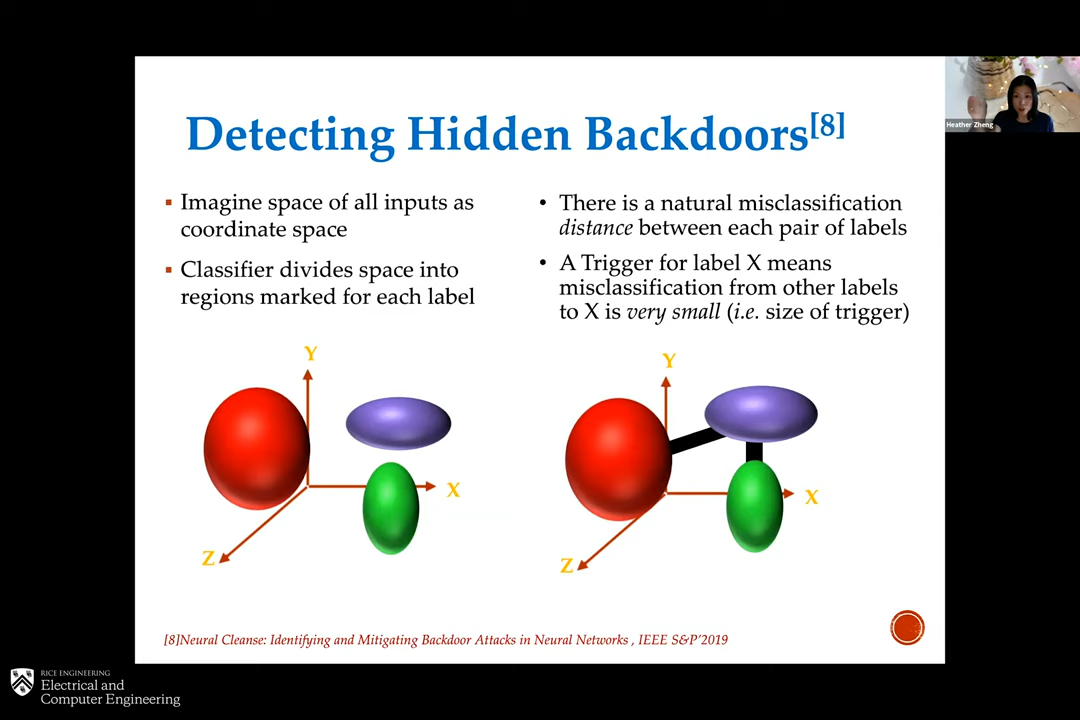 Detecting Hidden Backdoors[8]
Heather Zheng
▪ Imagine space of all inputs as
coordinate space
▪ Classifier divides space into
regions marked for each label
• There is a natural misclassification
distance between each pair of labels
• A Trigger for label X means
misclassification from other labels
to X is very small (i.e. size of trigger)
Y
X
Z
Y
X
Z
[8]Neural Cleanse: Identifying and Mitigating Backdoor Attacks in Neural Networks , IEEE S&P'2019
RICE ENGINEERING
Electrical and
Computer Engineering